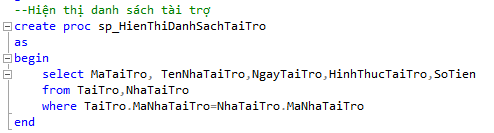 --Hiện thị danh sách tài trợ
create proc sp_HienThiDanhSachTaiTro
as
begin
select MaTaiTro, TenNhaTaiTro,NgayTaiTro,HinhThucTaiTro,SoTien
from TaiTro,NhaTaiTro
where TaiTro.MaNhaTaiTro=NhaTaiTro.MaNhaTaiTro
end